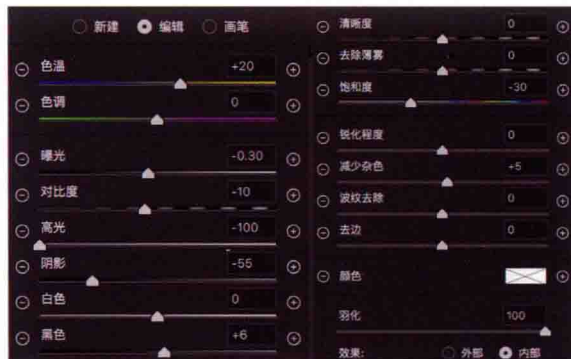 新建 编辑 画笔
色温 +20
色调 0
曝光 -0.30
对比度 -10
高光 -100
阴影 -55
白色 0
黑色 +6
清晰度 0
去除薄雾 0
饱和度 -30
锐化程度 0
减少杂色 +5
波纹去除 0
去边 0
颜色
羽化 100
效果: 外部 内部